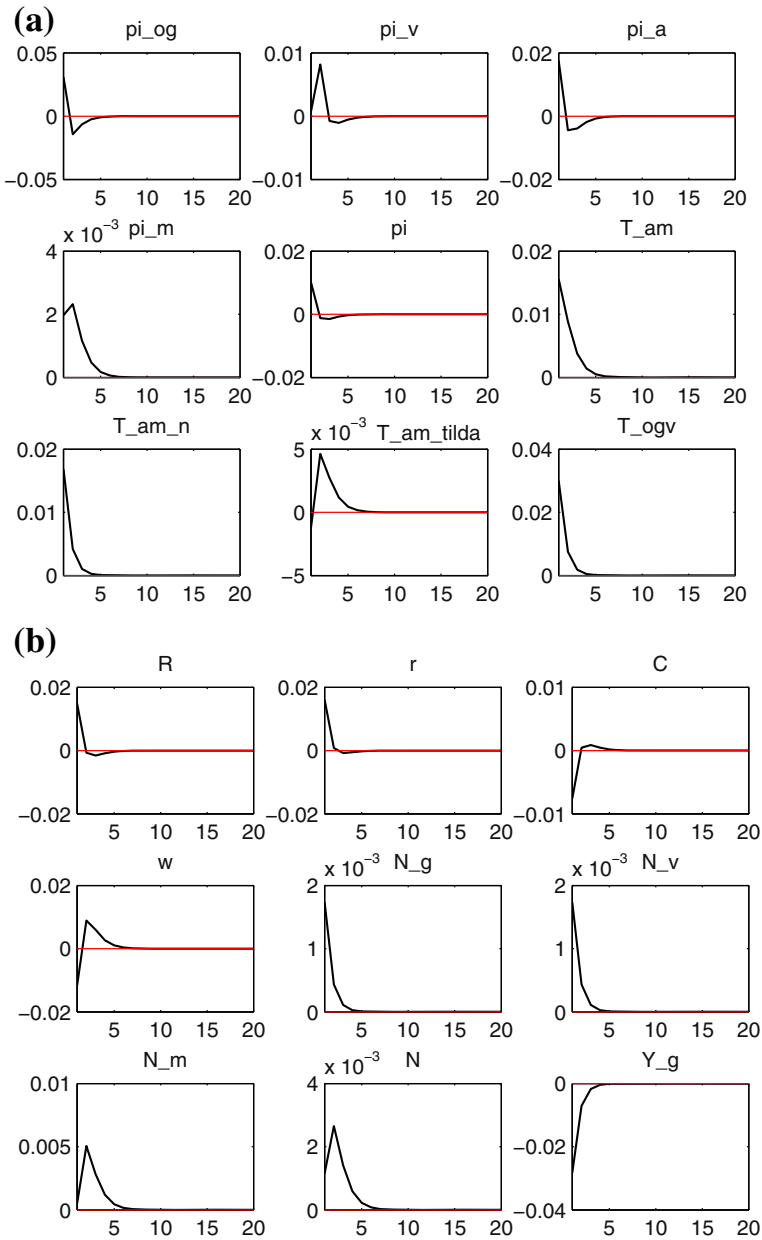 (a)
pi_og pi_v pi_a
0.05 0.01 0.02
0 0 0
−0.05 −0.01 −0.02
5 10 15 20 5 10 15 20 5 10 15 20
x 10⁻³ pi_m pi T_am
4 0.02 0.02
2 0 0.01
0 −0.02 0
5 10 15 20 5 10 15 20 5 10 15 20
T_am_n x 10⁻³ T_am_tilda T_ogv
0.02 5 0.04
0.01 0 0.02
0 −5 0
5 10 15 20 5 10 15 20 5 10 15 20
(b)
R r C
0.02 0.02 0.01
0 0 0
−0.02 −0.02 −0.01
5 10 15 20 5 10 15 20 5 10 15 20
w x 10⁻³ N_g x 10⁻³ N_v
0.02 2 2
0 1 1
−0.02 0 0
5 10 15 20 5 10 15 20 5 10 15 20
N_m x 10⁻³ N Y_g
0.01 4 0
0.005 2 −0.02
0 0 −0.04
5 10 15 20 5 10 15 20 5 10 15 20